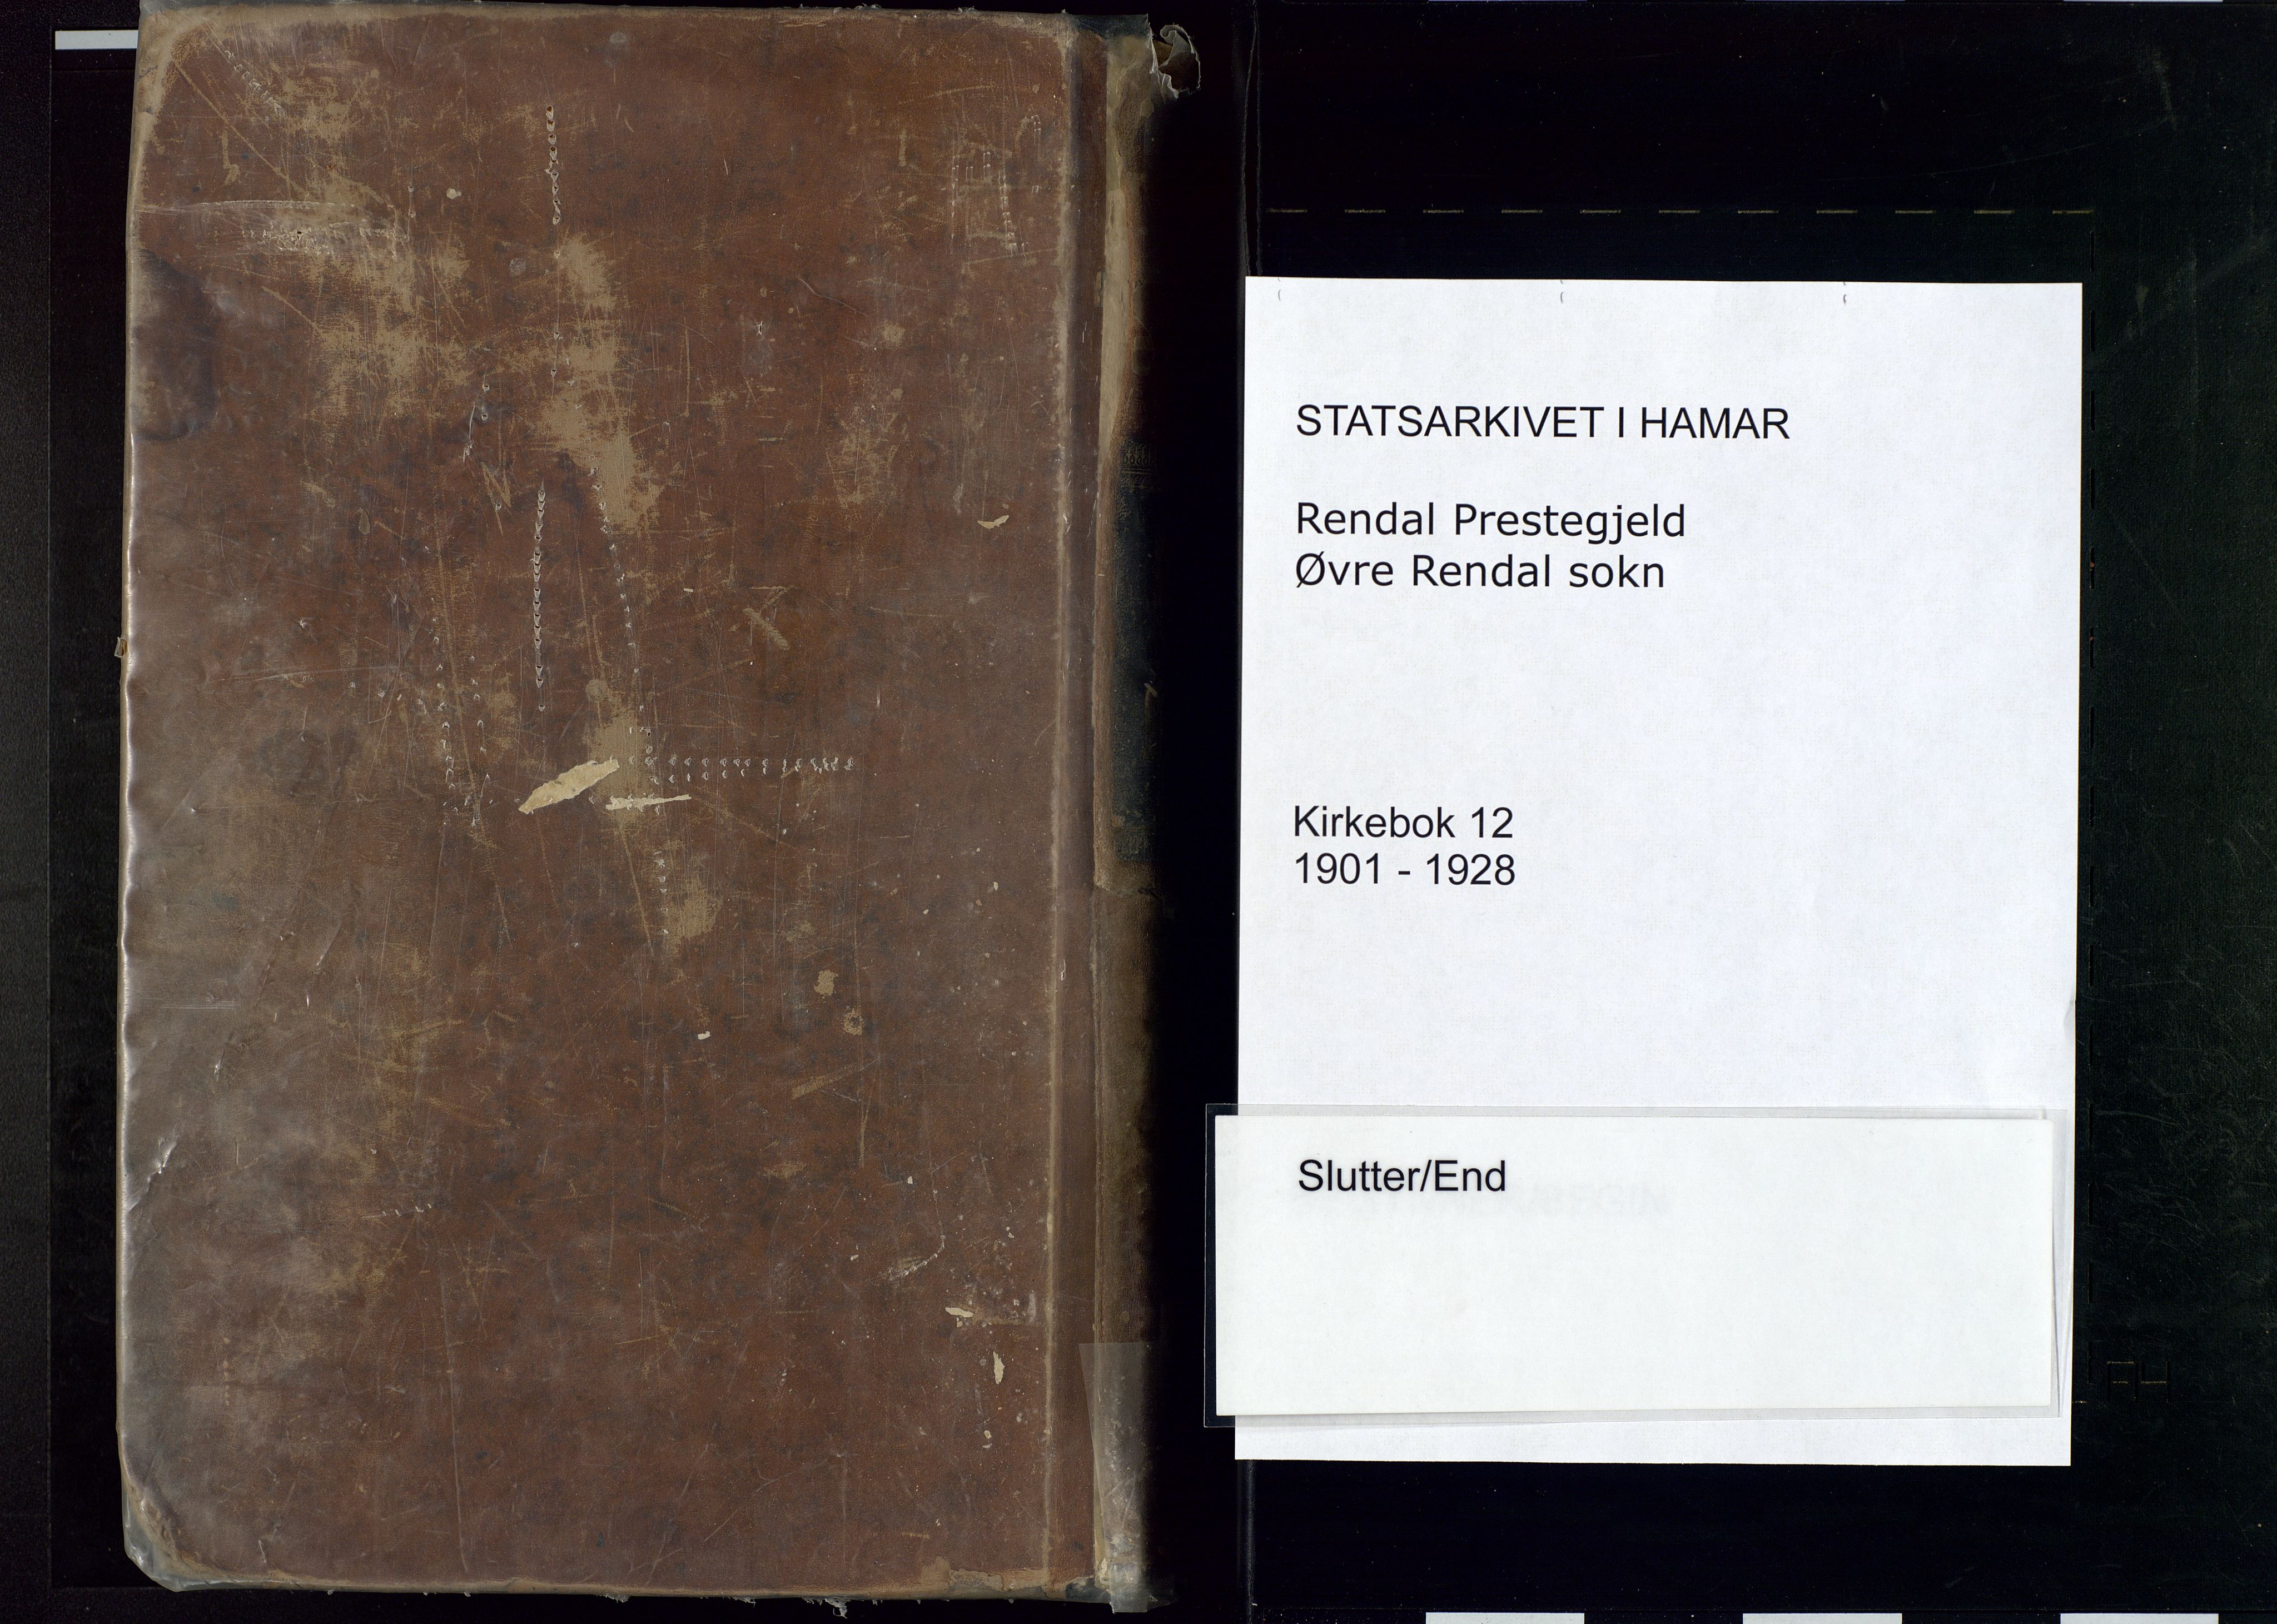 STATSARKIVET I HAMAR
Rendal Prestegjeld
Øvre Rendal sokn
Kirkebok 12
1901 - 1928
Slutter/End